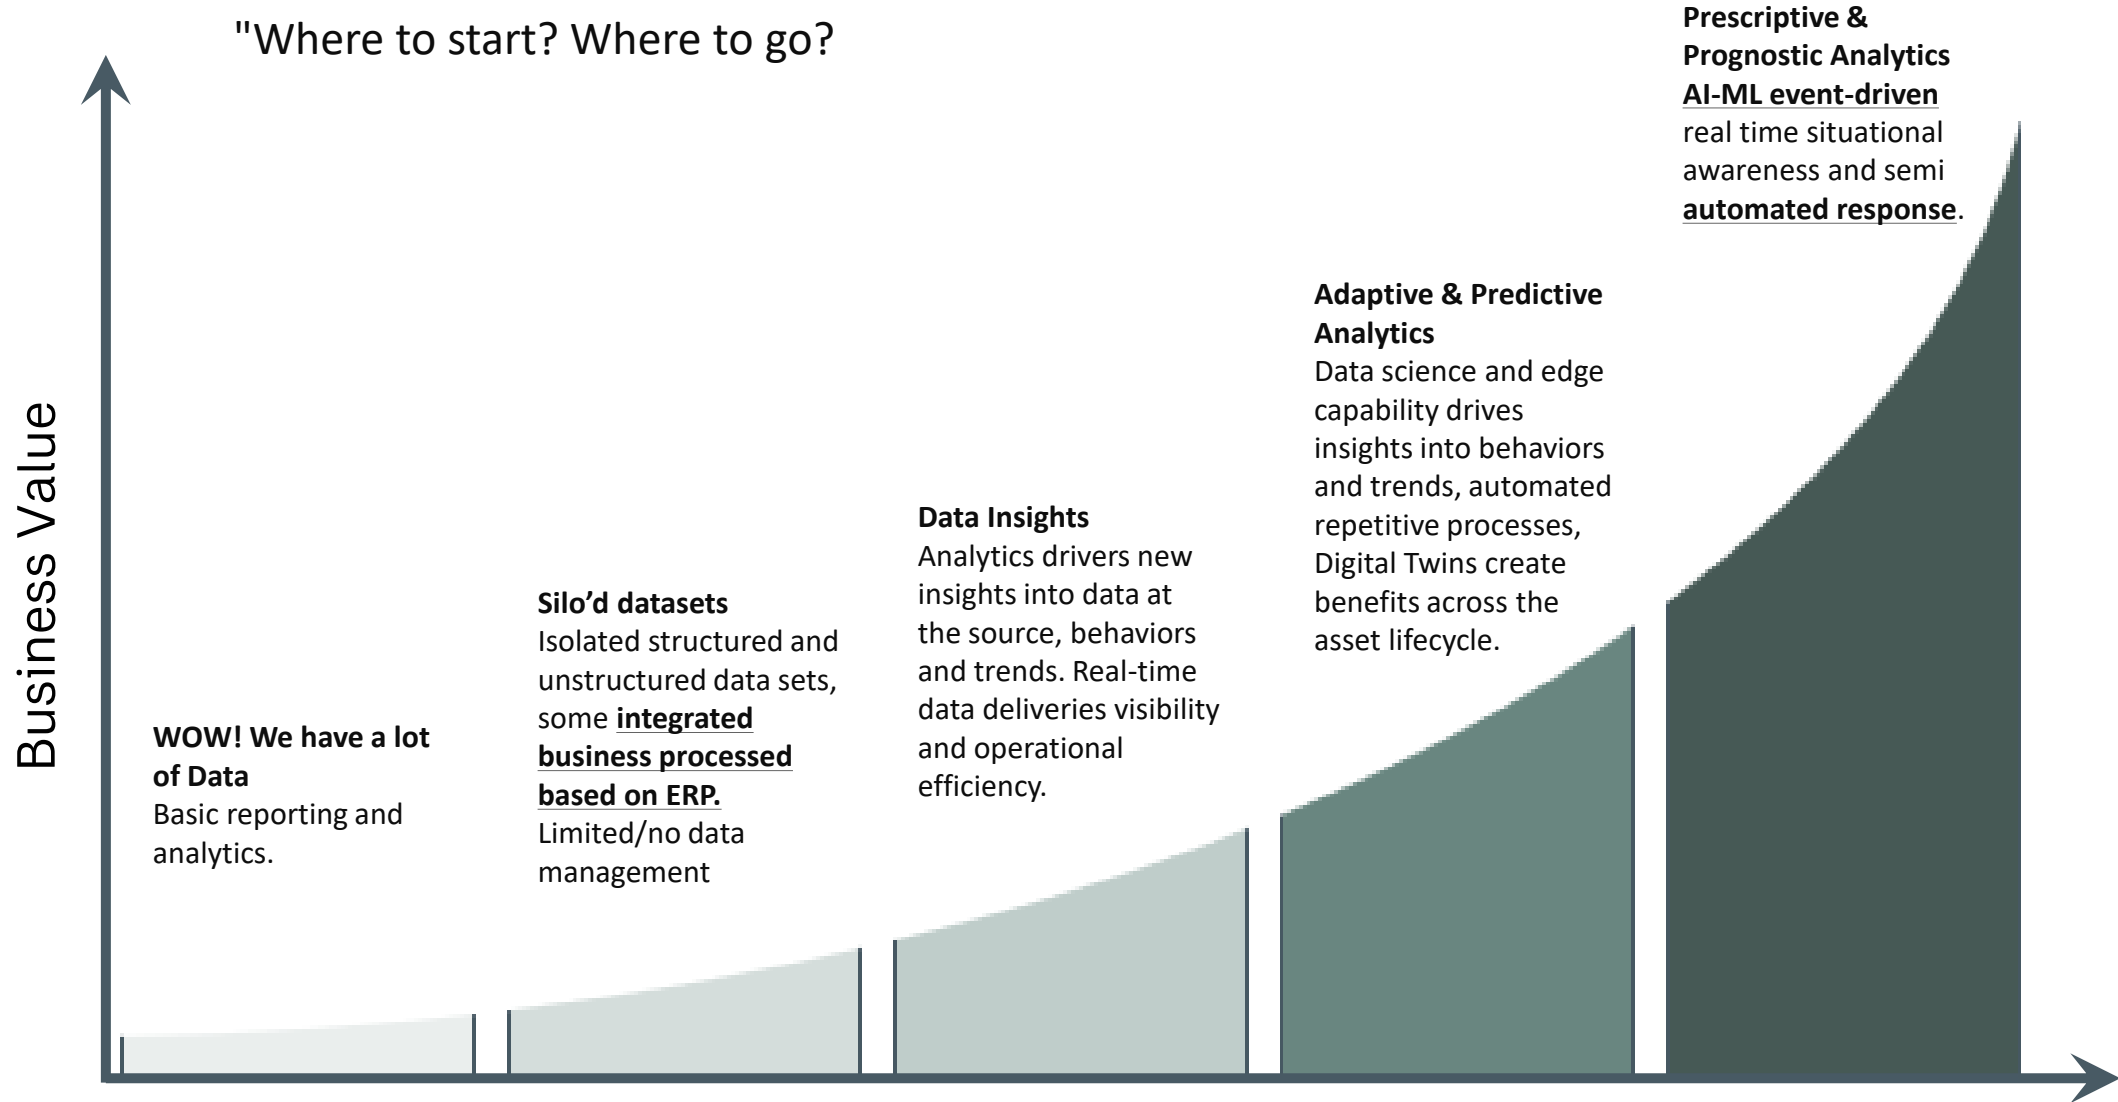 "Where to start? Where to go?
Business Value
WOW! We have a lot
of Data
Basic reporting and
analytics.
Silo’d datasets
Isolated structured and
unstructured data sets,
some integrated
business processed
based on ERP.
Limited/no data
management
Data Insights
Analytics drivers new
insights into data at
the source, behaviors
and trends. Real-time
data deliveries visibility
and operational
efficiency.
Adaptive & Predictive
Analytics
Data science and edge
capability drives
insights into behaviors
and trends, automated
repetitive processes,
Digital Twins create
benefits across the
asset lifecycle.
Prescriptive &
Prognostic Analytics
AI-ML event-driven
real time situational
awareness and semi
automated response.